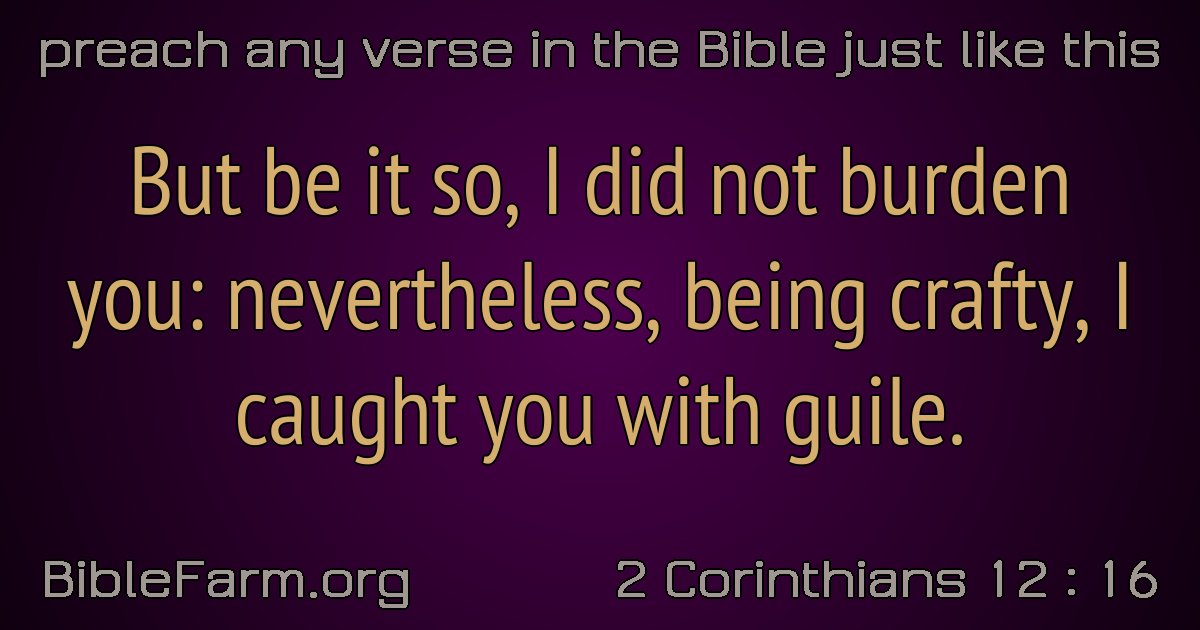 preach any verse in the Bible just like this
But be it so, I did not burden
you: nevertheless, being crafty, I
caught you with guile.
BibleFarm.org
2 Corinthians 12 : 16